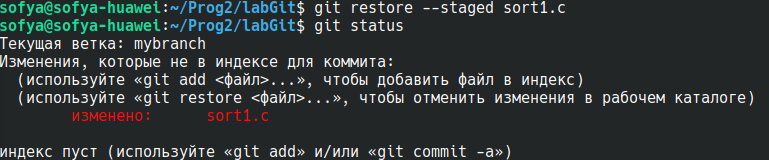 sofya@sofya-huawei:~/Prog2/labGit$ git restore --staged sort1.c
sofya@sofya-huawei:~/Prog2/labGit$ git status
Текущая ветка: mybranch
Изменения, которые не в индексе для коммита:
  (используйте «git add <файл>...», чтобы добавить файл в индекс)
  (используйте «git restore <файл>...», чтобы отменить изменения в рабочем каталоге)
        изменено:      sort1.c
индекс пуст (используйте «git add» и/или «git commit -a»)